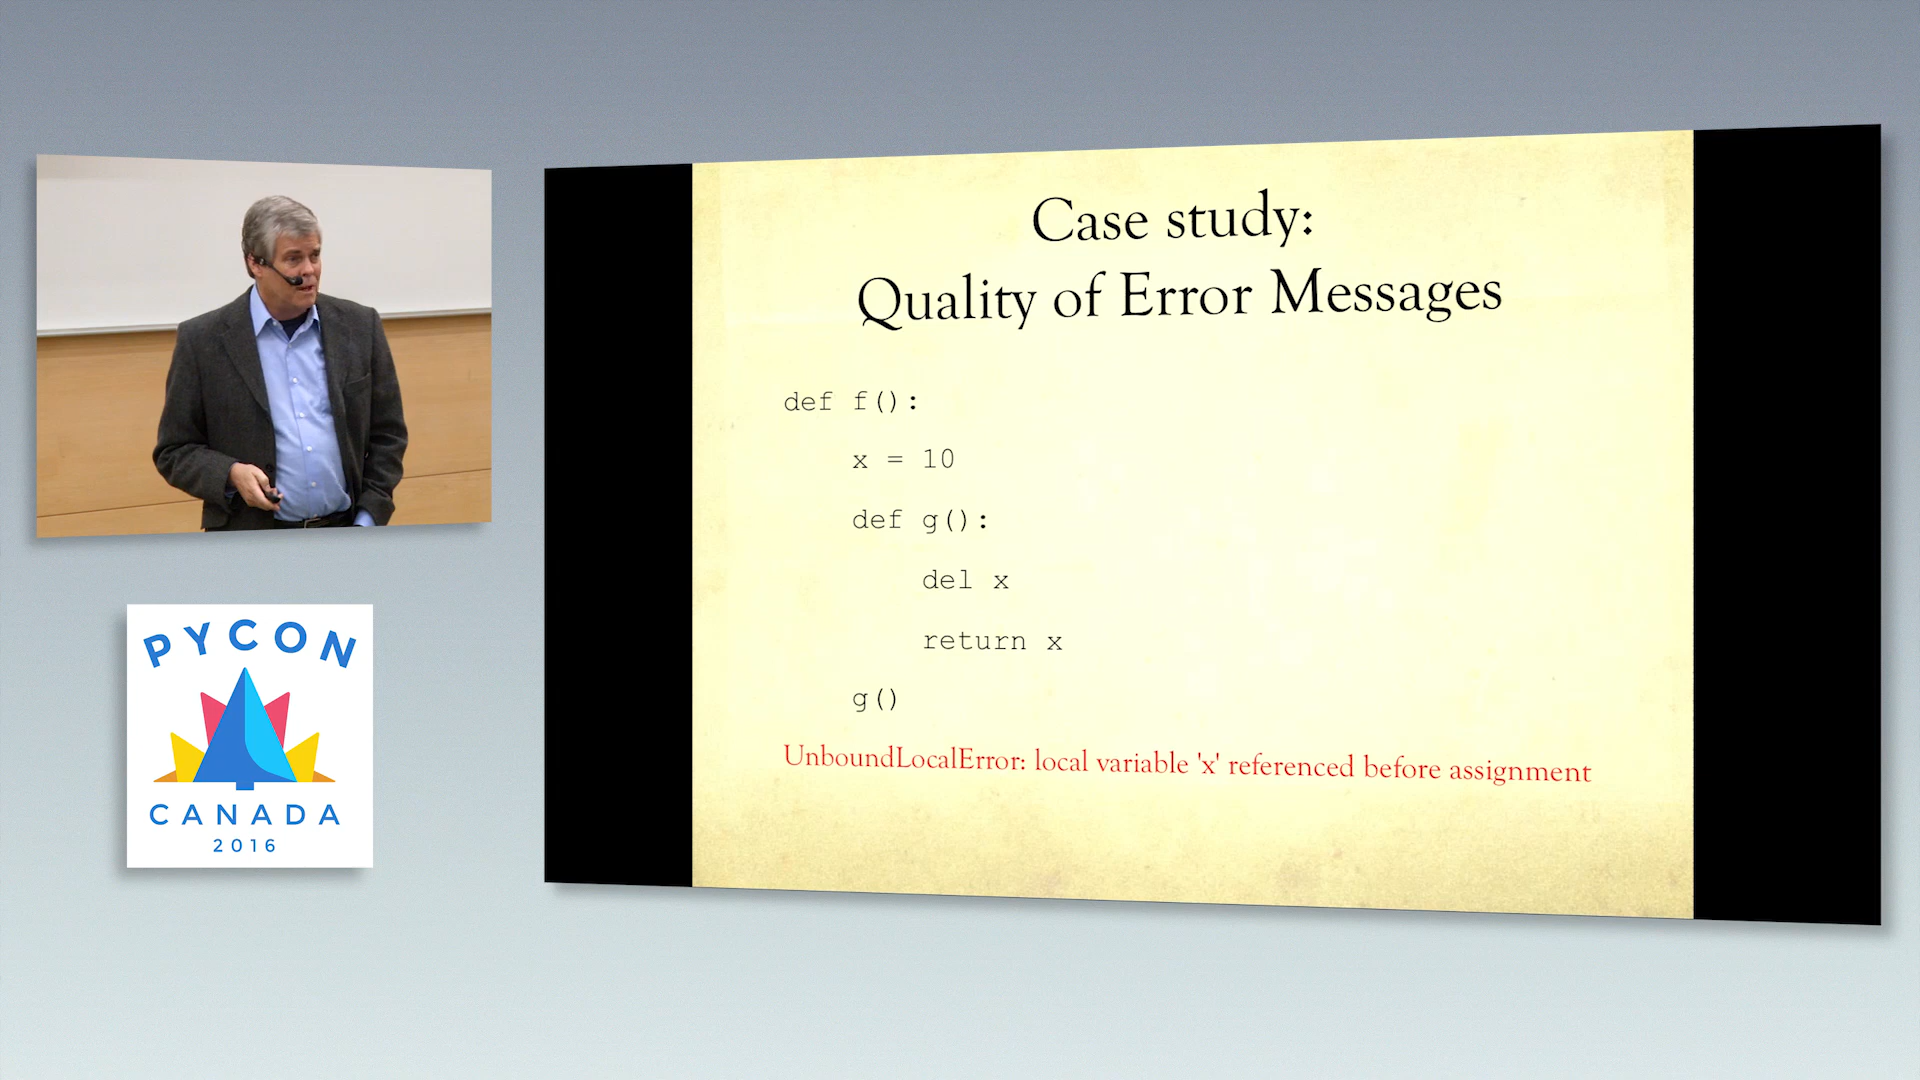 Case study:
Quality of Error Messages
def f():
    x = 10
    def g():
        del x
        return x
    g()
UnboundLocalError: local variable 'x' referenced before assignment
PYCON
CANADA
2016